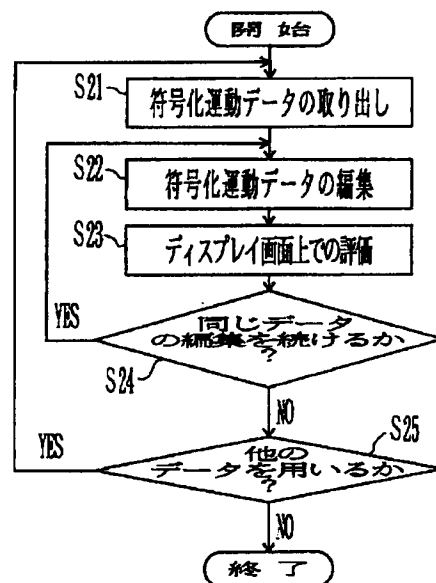 開始
S21
符号化運動データの取り出し
S22
符号化運動データの編集
S23
ディスプレイ画面上での評価
YES
同じデータ
の編集を続けるか
?
S24
NO
YES
S25
他の
データを用いるか
?
NO
終了